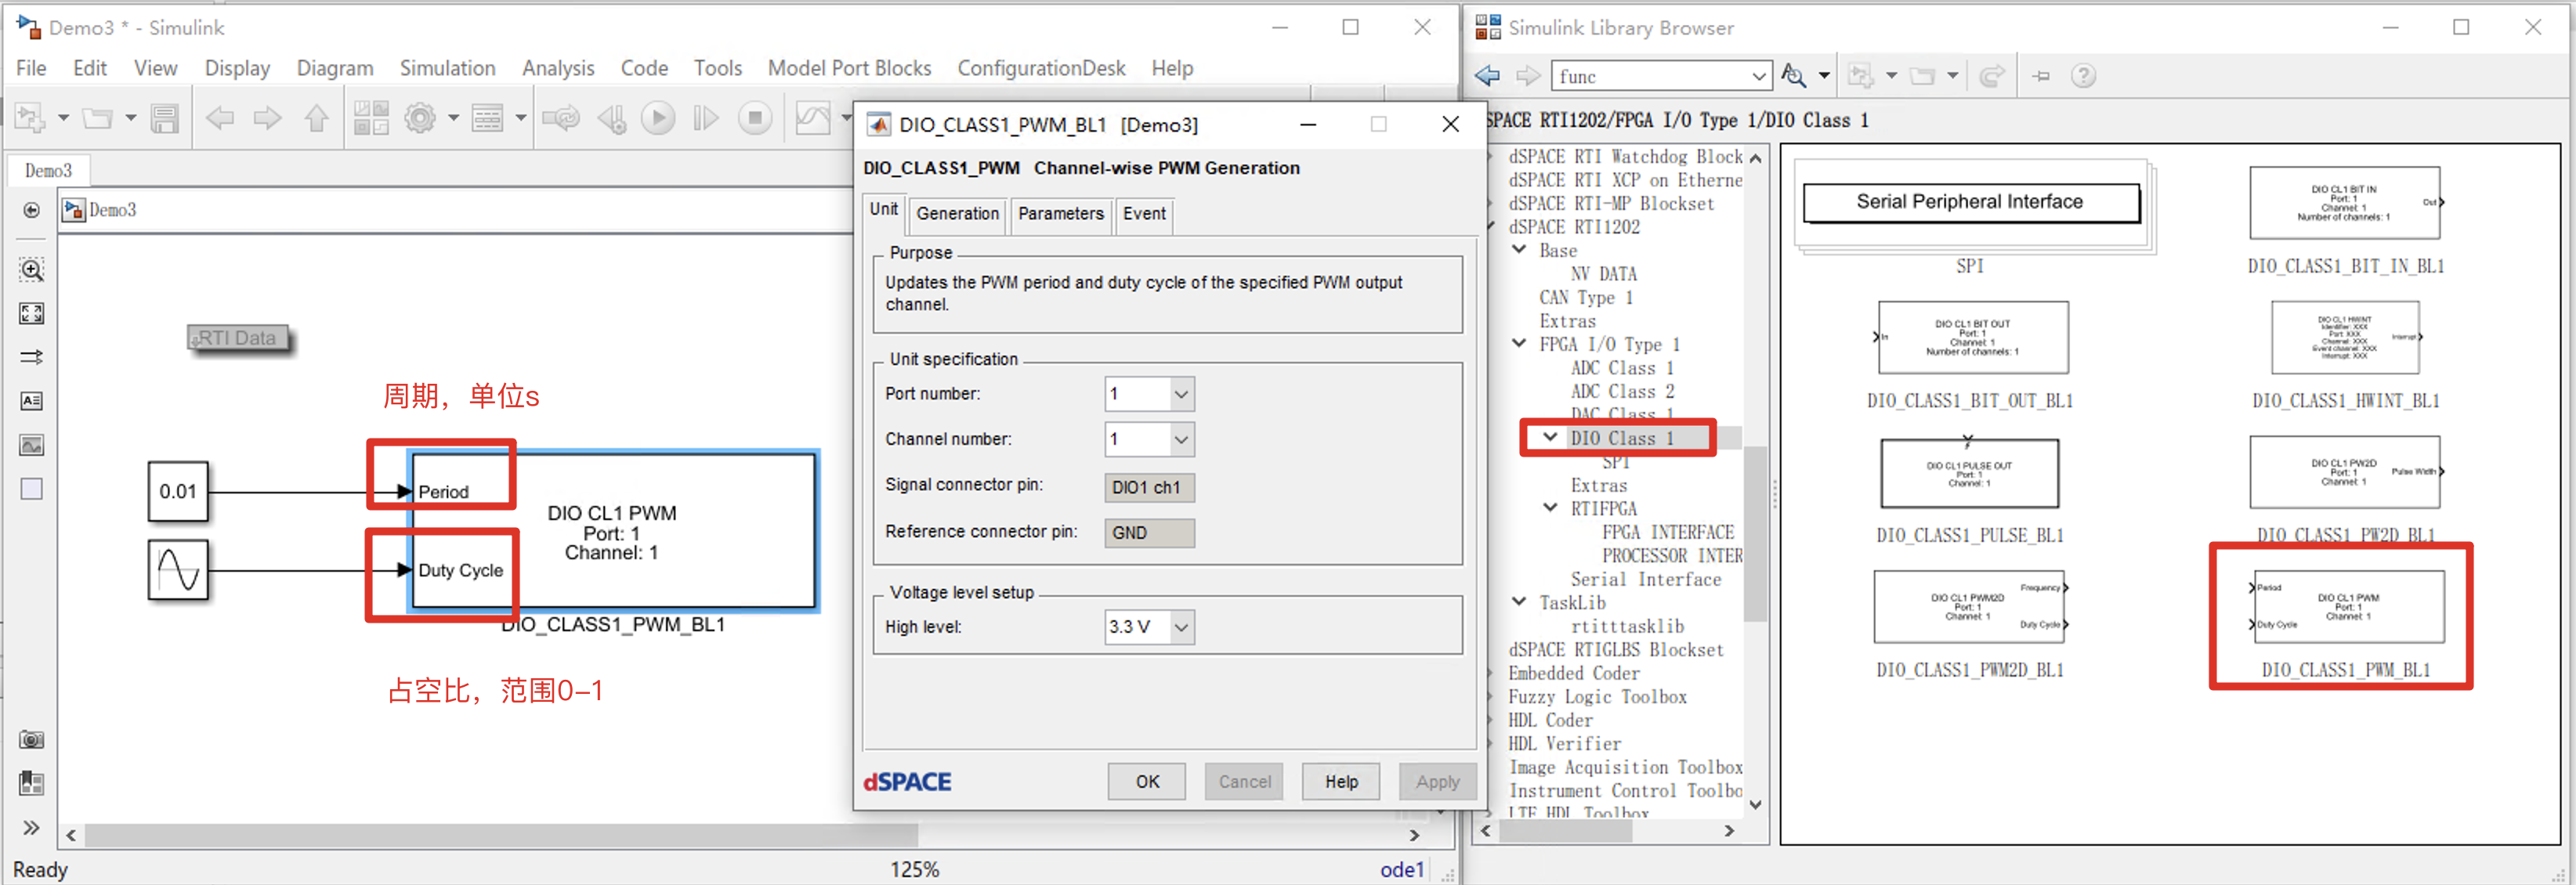 Demo3 * - Simulink
File Edit View Display Diagram Simulation Analysis Code Tools Model Port Blocks ConfigurationDesk Help
Demo3
Demo3
RTI Data
周期，单位s
0.01
Period
Duty Cycle
DIO CL1 PWM
Port: 1
Channel: 1
DIO_CLASS1_PWM_BL1
占空比，范围0-1
Ready
125%
ode1
DIO_CLASS1_PWM_BL1 [Demo3]
DIO_CLASS1_PWM Channel-wise PWM Generation
Unit Generation Parameters Event
Purpose
Updates the PWM period and duty cycle of the specified PWM output
channel.
Unit specification
Port number: 1
Channel number: 1
Signal connector pin: DIO1 ch1
Reference connector pin: GND
Voltage level setup
High level: 3.3 V
dSPACE
OK Cancel Help Apply
Simulink Library Browser
func
SPACE RTI1202/FPGA I/O Type 1/DIO Class 1
dSPACE RTI Watchdog Block
dSPACE RTI XCP on Etherne
dSPACE RTI-MP Blockset
dSPACE RTI1202
Base
NV DATA
CAN Type 1
Extras
FPGA I/O Type 1
ADC Class 1
ADC Class 2
DAC Class 1
DIO Class 1
SPI
Extras
RTIFPGA
FPGA INTERFACE
PROCESSOR INTER
Serial Interface
TaskLib
rtitttasklib
dSPACE RTIGLBS Blockset
Embedded Coder
Fuzzy Logic Toolbox
HDL Coder
HDL Verifier
Image Acquisition Toolbox
Instrument Control Toolbo
LTE HDL Toolbox
Serial Peripheral Interface
SPI
DIO CL1 BIT IN
Port: 1
Channel: 1
Number of channels: 1
Out
DIO_CLASS1_BIT_IN_BL1
In
DIO CL1 BIT OUT
Port: 1
Channel: 1
Number of channels: 1
DIO_CLASS1_BIT_OUT_BL1
DIO CL1 HWINT
Identifier: XXX
Port: XXX
Channel: XXX
Event channel: XXX
Interrupt: XXX
Interrupt
DIO_CLASS1_HWINT_BL1
DIO CL1 PULSE OUT
Port: 1
Channel: 1
DIO_CLASS1_PULSE_BL1
DIO CL1 PW2D
Port: 1
Channel: 1
Pulse Width
DIO_CLASS1_PW2D_BL1
DIO CL1 PWM2D
Port: 1
Channel: 1
Frequency
Duty Cycle
DIO_CLASS1_PWM2D_BL1
Period
Duty Cycle
DIO CL1 PWM
Port: 1
Channel: 1
DIO_CLASS1_PWM_BL1